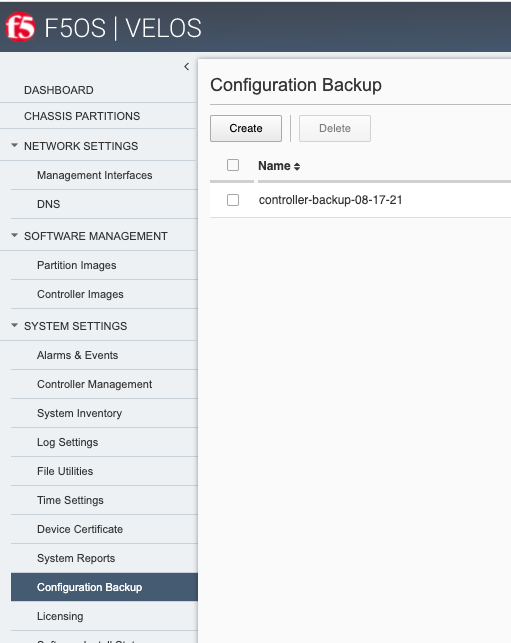 f5 F5OS | VELOS
DASHBOARD
CHASSIS PARTITIONS
NETWORK SETTINGS
Management Interfaces
DNS
SOFTWARE MANAGEMENT
Partition Images
Controller Images
SYSTEM SETTINGS
Alarms & Events
Controller Management
System Inventory
Log Settings
File Utilities
Time Settings
Device Certificate
System Reports
Configuration Backup
Licensing
Configuration Backup
Create
Delete
Name
controller-backup-08-17-21